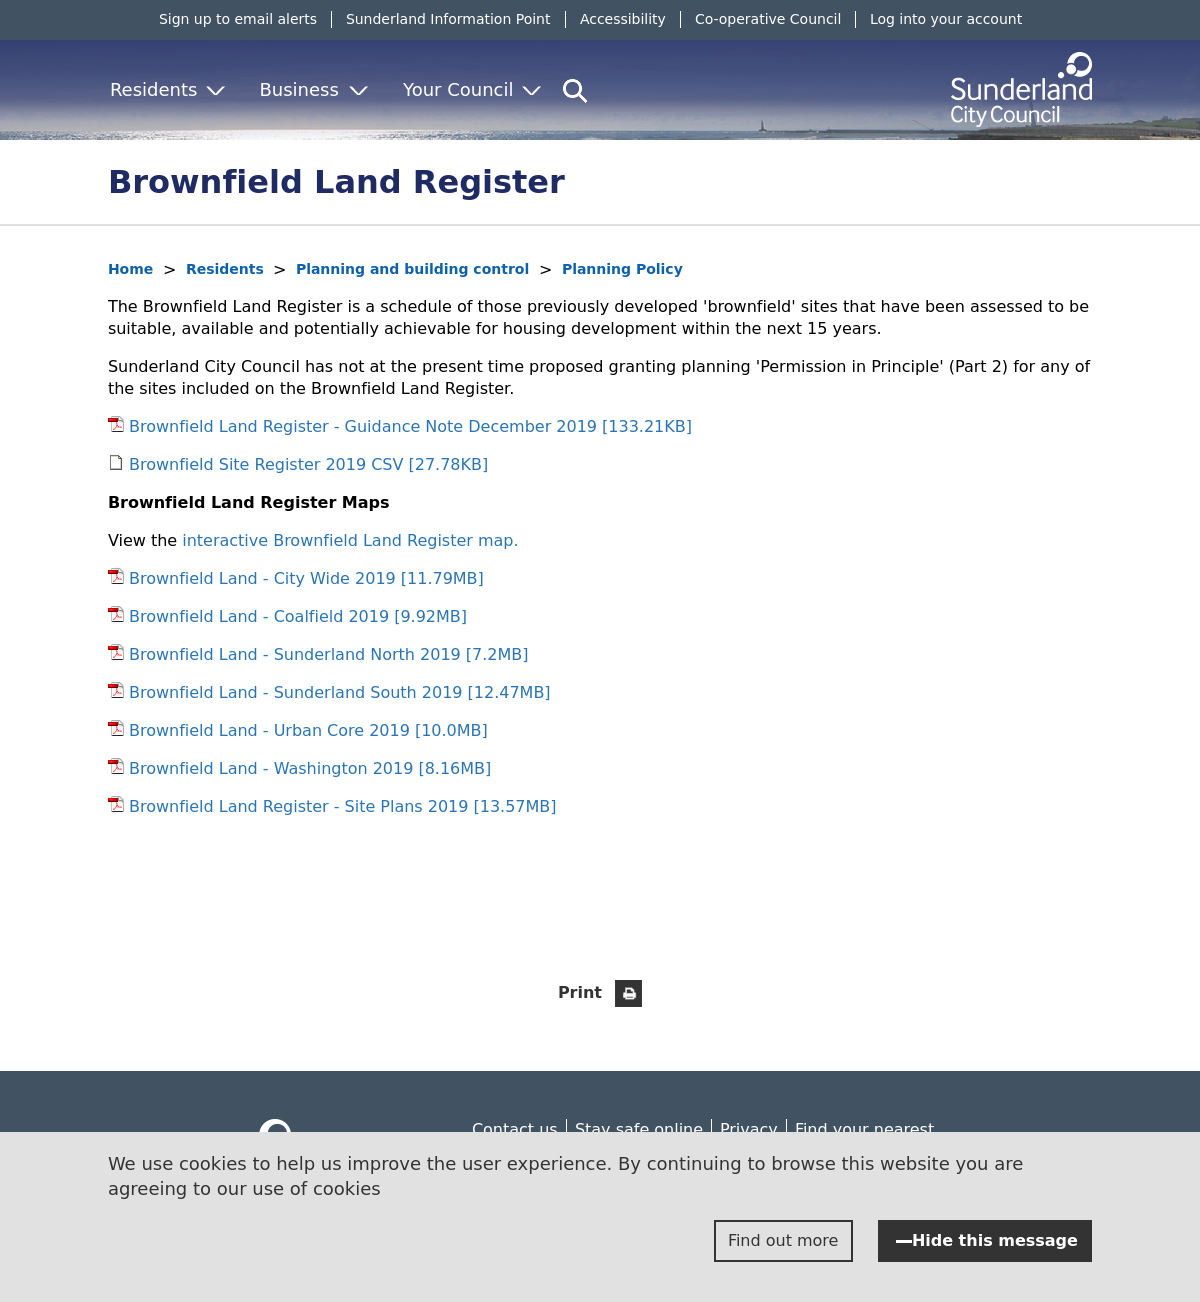 Sign up to email alerts Sunderland Information Point Accessibility Co-operative Council Log into your account
Residents Business Your Council
Sunderland
City Council
Brownfield Land Register
Home > Residents > Planning and building control > Planning Policy
The Brownfield Land Register is a schedule of those previously developed 'brownfield' sites that have been assessed to be
suitable, available and potentially achievable for housing development within the next 15 years.
Sunderland City Council has not at the present time proposed granting planning 'Permission in Principle' (Part 2) for any of
the sites included on the Brownfield Land Register.
Brownfield Land Register - Guidance Note December 2019 [133.21KB]
Brownfield Site Register 2019 CSV [27.78KB]
Brownfield Land Register Maps
View the interactive Brownfield Land Register map.
Brownfield Land - City Wide 2019 [11.79MB]
Brownfield Land - Coalfield 2019 [9.92MB]
Brownfield Land - Sunderland North 2019 [7.2MB]
Brownfield Land - Sunderland South 2019 [12.47MB]
Brownfield Land - Urban Core 2019 [10.0MB]
Brownfield Land - Washington 2019 [8.16MB]
Brownfield Land Register - Site Plans 2019 [13.57MB]
Print
Contact us Stay safe online Privacy Find your nearest
We use cookies to help us improve the user experience. By continuing to browse this website you are
agreeing to our use of cookies
Find out more Hide this message